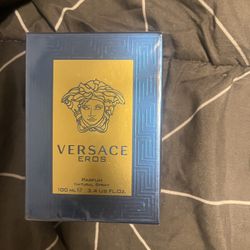 VERSACE
EROS
PARFUM
NATURAL SPRAY
100 ML ℮ 3.4 US FL.OZ.